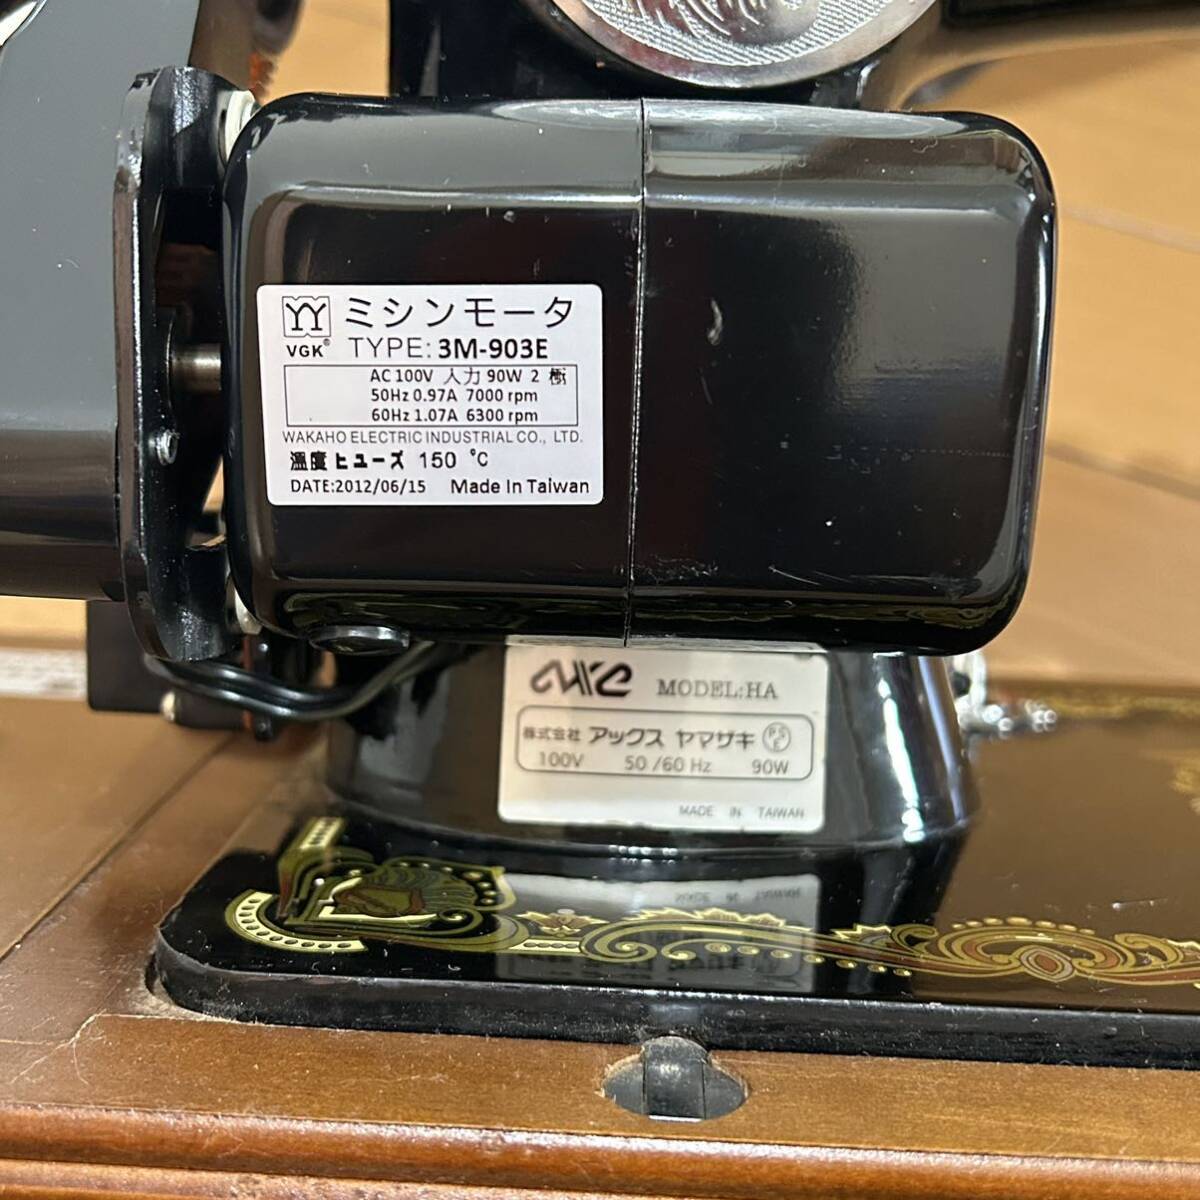 ミシンモータ
VGK® TYPE: 3M-903E
AC 100V 入力 90W 2 極
50Hz 0.97A 7000 rpm
60Hz 1.07A 6300 rpm
WAKAHO ELECTRIC INDUSTRIAL CO., LTD.
温度ヒューズ 150 ℃
DATE:2012/06/15 Made In Taiwan
MODEL:HA
株式会社 アックス ヤマザキ PSE
100V 50/60 Hz 90W
MADE IN TAIWAN